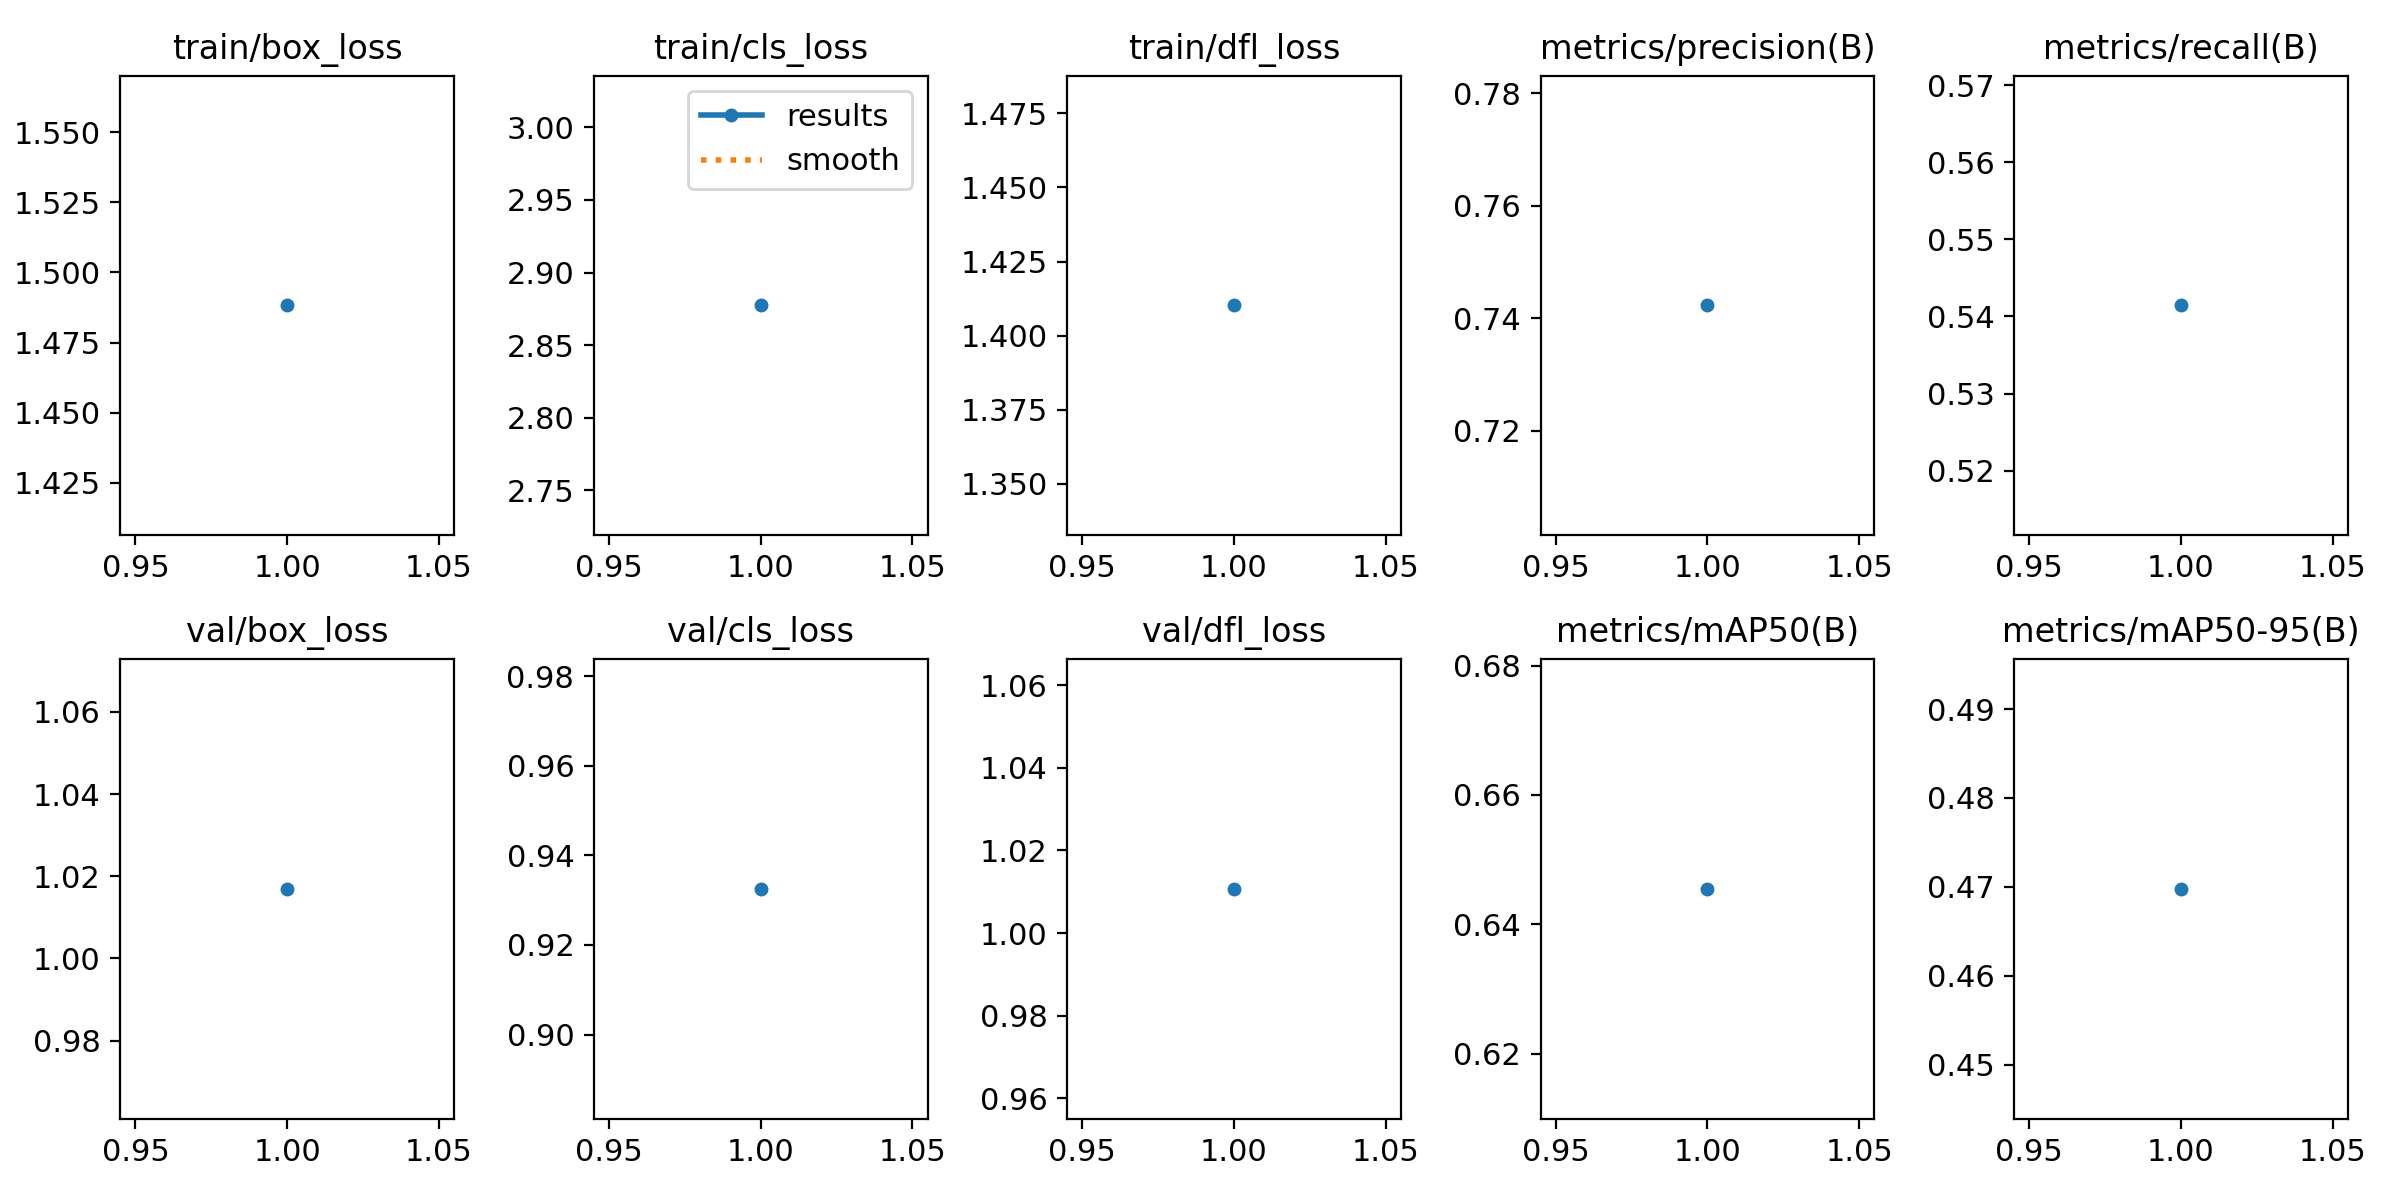 train/box_loss
1.550
1.525
1.500
1.475
1.450
1.425
0.95 1.00 1.05
train/cls_loss
results
smooth
3.00
2.95
2.90
2.85
2.80
2.75
0.95 1.00 1.05
train/dfl_loss
1.475
1.450
1.425
1.400
1.375
1.350
0.95 1.00 1.05
metrics/precision(B)
0.78
0.76
0.74
0.72
0.95 1.00 1.05
metrics/recall(B)
0.57
0.56
0.55
0.54
0.53
0.52
0.95 1.00 1.05
val/box_loss
1.06
1.04
1.02
1.00
0.98
0.95 1.00 1.05
val/cls_loss
0.98
0.96
0.94
0.92
0.90
0.95 1.00 1.05
val/dfl_loss
1.06
1.04
1.02
1.00
0.98
0.96
0.95 1.00 1.05
metrics/mAP50(B)
0.68
0.66
0.64
0.62
0.95 1.00 1.05
metrics/mAP50-95(B)
0.49
0.48
0.47
0.46
0.45
0.95 1.00 1.05